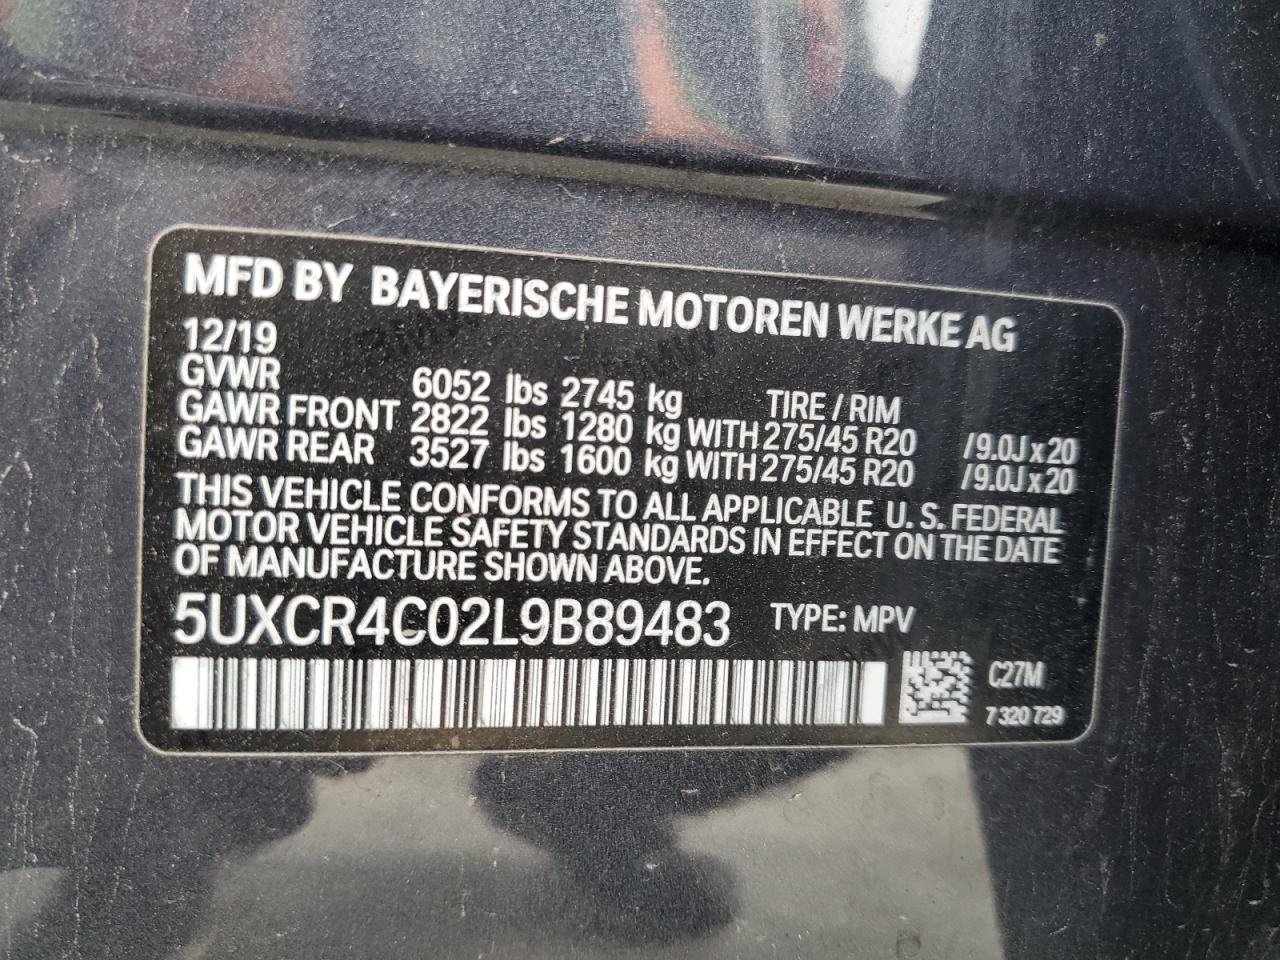 MFD BY BAYERISCHE MOTOREN WERKE AG
12/19
GVWR 6052 lbs 2745 kg TIRE / RIM
GAWR FRONT 2822 lbs 1280 kg WITH 275/45 R20 /9.0J x 20
GAWR REAR 3527 lbs 1600 kg WITH 275/45 R20 /9.0J x 20
THIS VEHICLE CONFORMS TO ALL APPLICABLE U. S. FEDERAL
MOTOR VEHICLE SAFETY STANDARDS IN EFFECT ON THE DATE
OF MANUFACTURE SHOWN ABOVE.
5UXCR4C02L9B89483 TYPE: MPV
C27M
7 320 729